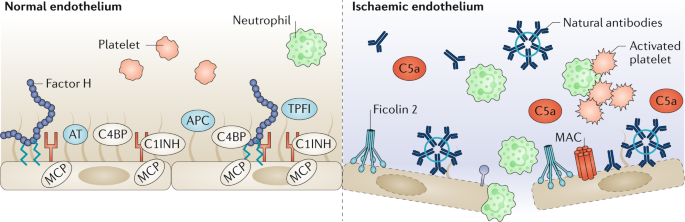 Normal endothelium
Neutrophil
Platelet
Factor H
AT
C4BP
C1INH
APC
C4BP
TPFI
C1INH
MCP
MCP
MCP
MCP
Ischaemic endothelium
Natural antibodies
Activated
platelet
C5a
C5a
C5a
Ficolin 2
MAC